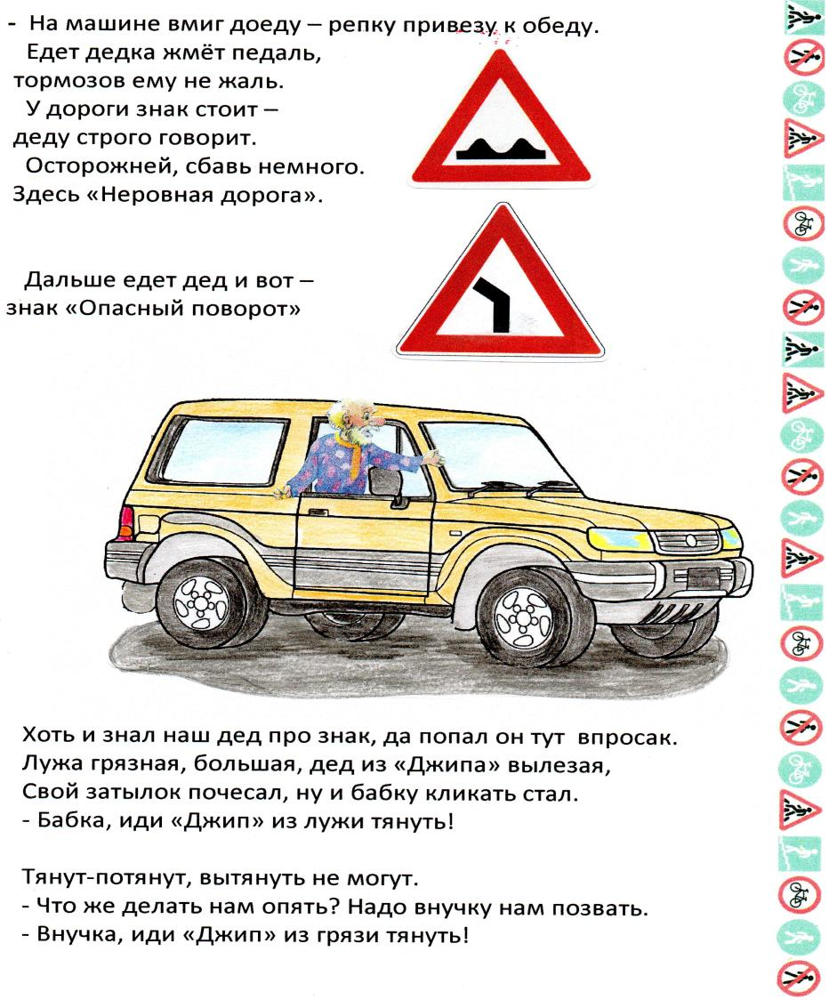 - На машине вмиг доеду – репку привезу к обеду.
Едет дедка жмёт педаль,
тормозов ему не жаль.
У дороги знак стоит –
деду строго говорит.
Осторожней, сбавь немного.
Здесь «Неровная дорога».
Дальше едет дед и вот –
знак «Опасный поворот»
Хоть и знал наш дед про знак, да попал он тут впросак.
Лужа грязная, большая, дед из «Джипа» вылезая,
Свой затылок почесал, ну и бабку кликать стал.
- Бабка, иди «Джип» из лужи тянуть!
Тянут-потянут, вытянуть не могут.
- Что же делать нам опять? Надо внучку нам позвать.
- Внучка, иди «Джип» из грязи тянуть!